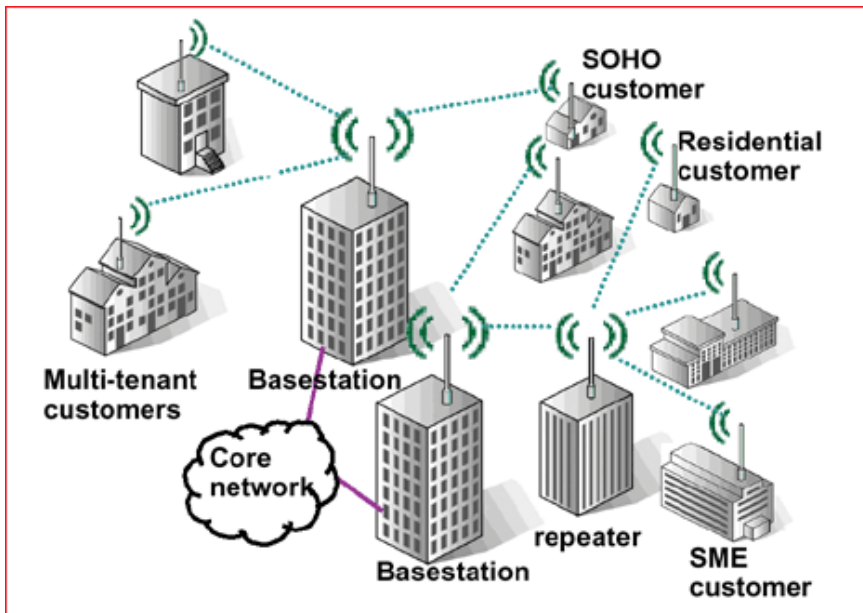 SOHO
customer
Residential
customer
Multi-tenant
customers
Basestation
Core
network
Basestation
repeater
SME
customer